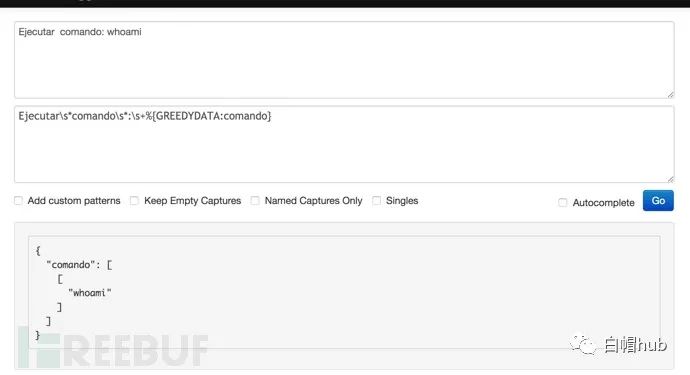 Ejecutar  comando: whoami
Ejecutar\s*comando\s*:\s+%{GREEDYDATA:comando}
Add custom patterns Keep Empty Captures Named Captures Only Singles Autocomplete Go
{
"comando": [
[
"whoami"
]
]
}
FREEBUF
白帽hub